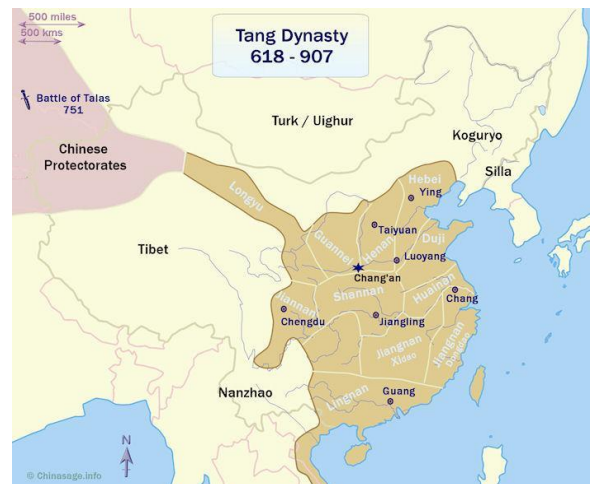 500 miles
500 kms
Tang Dynasty
618 - 907
Battle of Talas
751
Turk / Uighur
Koguryo
Chinese
Protectorates
Silla
Hebei
Longyu
Ying
Taiyuan
Guannei
Henan
Duji
Tibet
Luoyang
Chang'an
Shannan
Huainan
Chang
Jiannan
Chengdu
Jiangling
Jiangnan
Xidao
Jiangnan
Dongdao
Nanzhao
Lingnan
Guang
N
© Chinasage.info